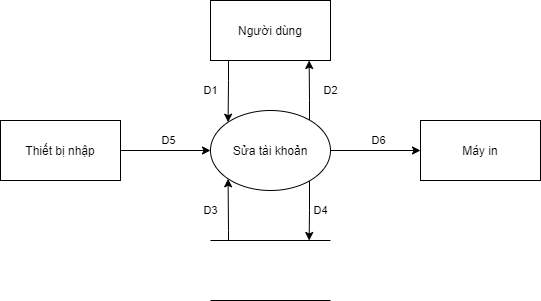 Người dùng
D1
D2
Thiết bị nhập
D5
Sửa tài khoản
D6
Máy in
D3
D4